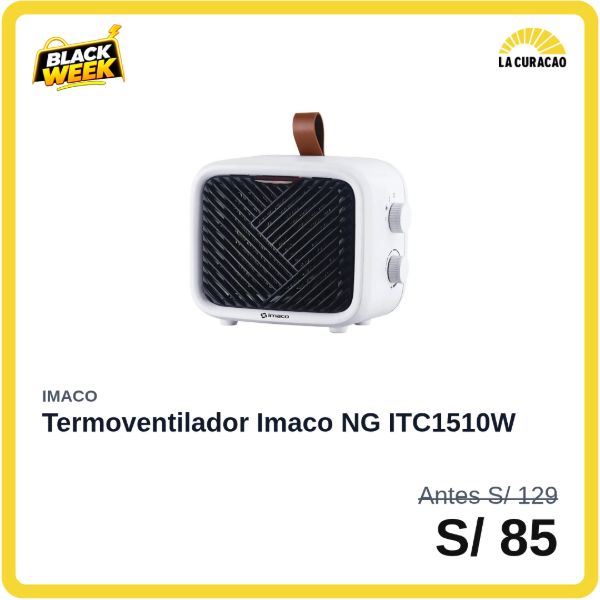 BLACK
WEEK
LA CURACAO
imaco
IMACO
Termoventilador Imaco NG ITC1510W
Antes S/ 129
S/ 85